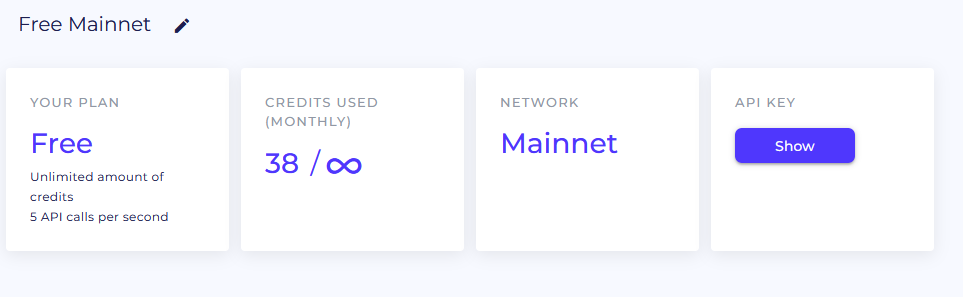 Free Mainnet
YOUR PLAN
Free
Unlimited amount of
credits
5 API calls per second
CREDITS USED
(MONTHLY)
38 / ∞
NETWORK
Mainnet
API KEY
Show